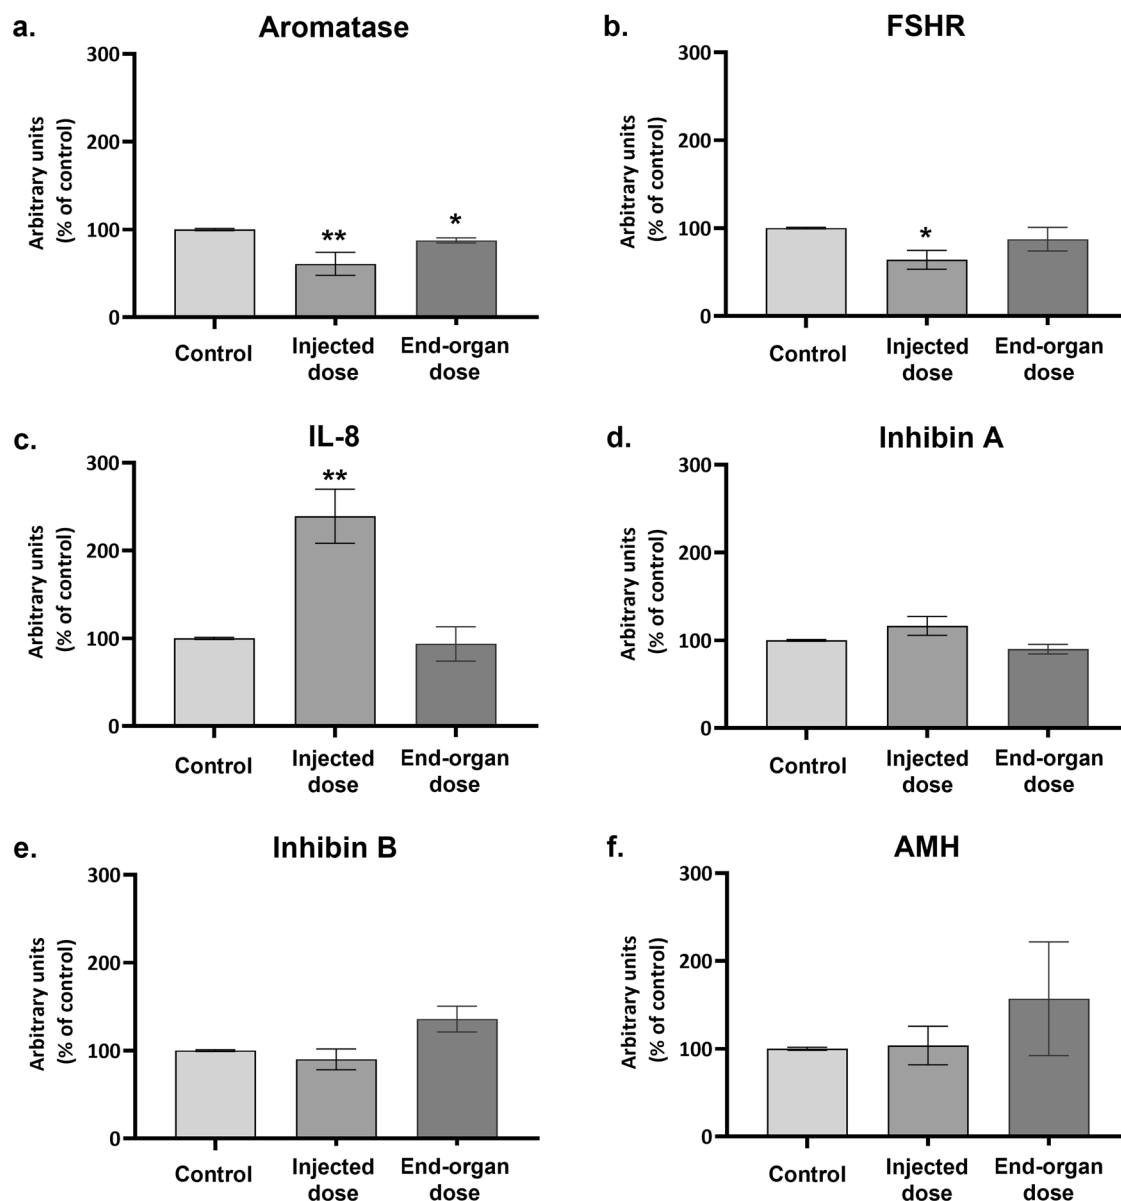 a.
Aromatase
Arbitrary units
(% of control)
300
200
100
0
**
*
Control
Injected
dose
End-organ
dose
b.
FSHR
Arbitrary units
(% of control)
300
200
100
0
*
Control
Injected
dose
End-organ
dose
c.
IL-8
Arbitrary units
(% of control)
300
200
100
0
**
Control
Injected
dose
End-organ
dose
d.
Inhibin A
Arbitrary units
(% of control)
300
200
100
0
Control
Injected
dose
End-organ
dose
e.
Inhibin B
Arbitrary units
(% of control)
300
200
100
0
Control
Injected
dose
End-organ
dose
f.
AMH
Arbitrary units
(% of control)
300
200
100
0
Control
Injected
dose
End-organ
dose